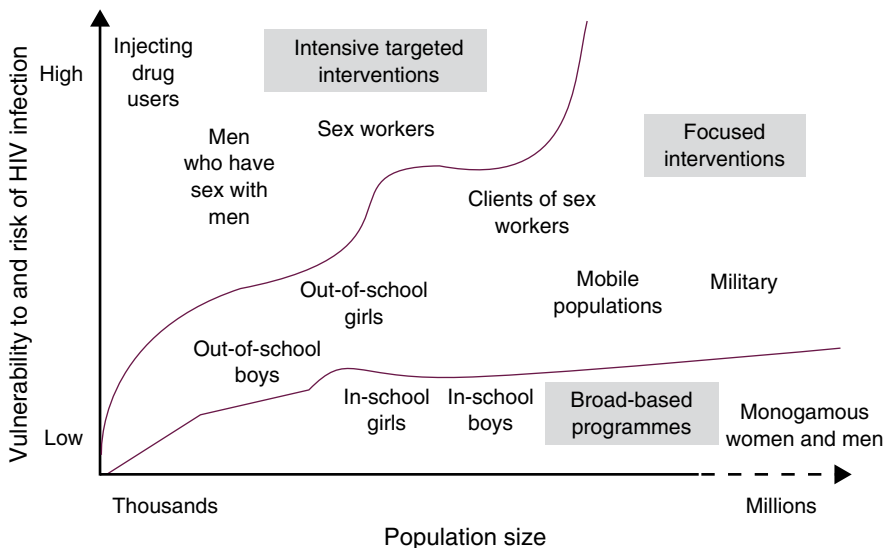 Vulnerability to and risk of HIV infection
High
Low
Injecting
drug
users
Intensive targeted
interventions
Men
who have
sex with
men
Sex workers
Focused
interventions
Clients of sex
workers
Out-of-school
girls
Mobile
populations
Military
Out-of-school
boys
In-school
girls
In-school
boys
Broad-based
programmes
Monogamous
women and men
Thousands
Millions
Population size